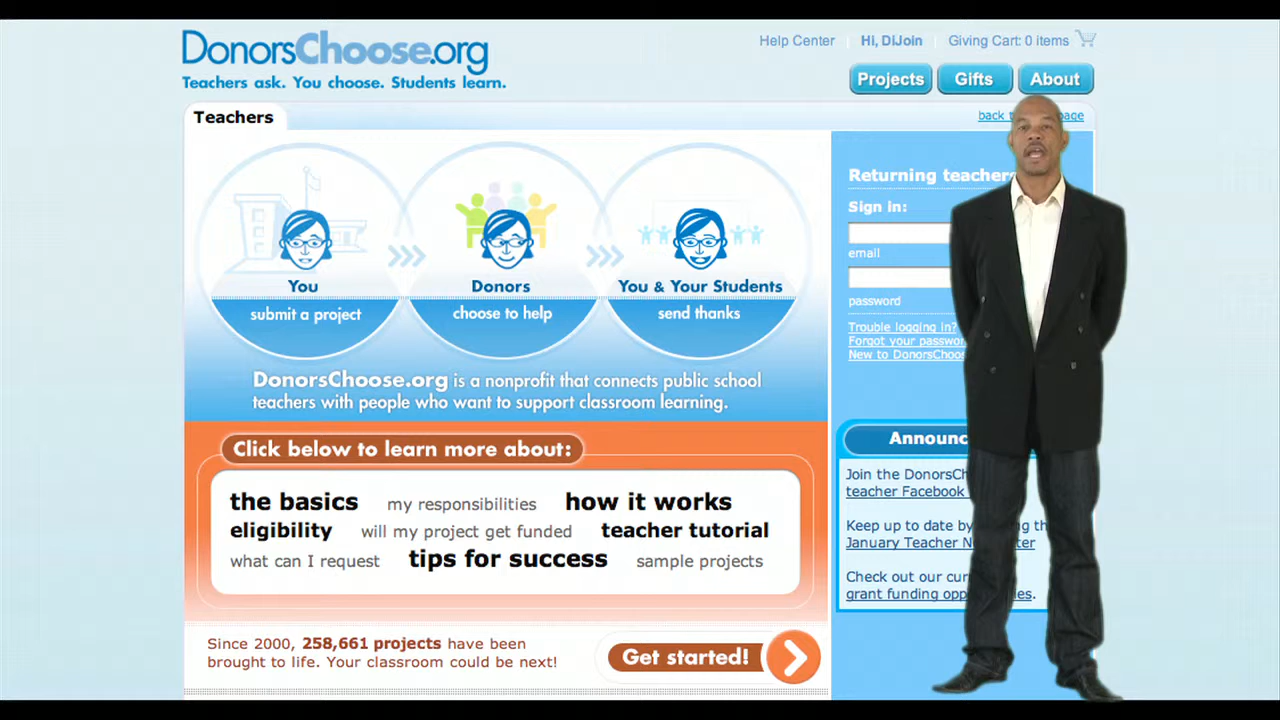 DonorsChoose.org
Teachers ask. You choose. Students learn.
Help Center
Hi, DiJoin
Giving Cart: 0 items
Projects
Gifts
About
Teachers
back
You
submit a project
Donors
choose to help
You & Your Students
send thanks
DonorsChoose.org is a nonprofit that connects public school
teachers with people who want to support classroom learning.
Click below to learn more about:
the basics my responsibilities how it works
eligibility will my project get funded teacher tutorial
what can I request tips for success sample projects
Since 2000, 258,661 projects have been
brought to life. Your classroom could be next!
Get started!
Returning teachers
Sign in:
email
password
Trouble logging in?
Forgot your
New to
Join the
teacher Facebook
Keep up to date by
January Teacher
Check out our
grant funding